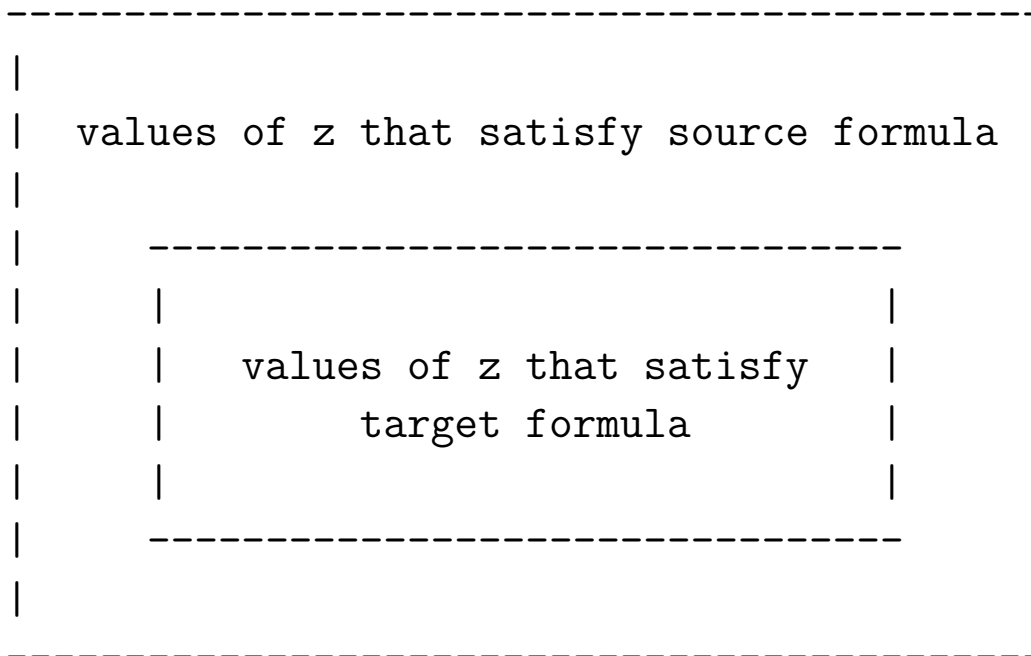 values of z that satisfy source formula
values of z that satisfy
target formula